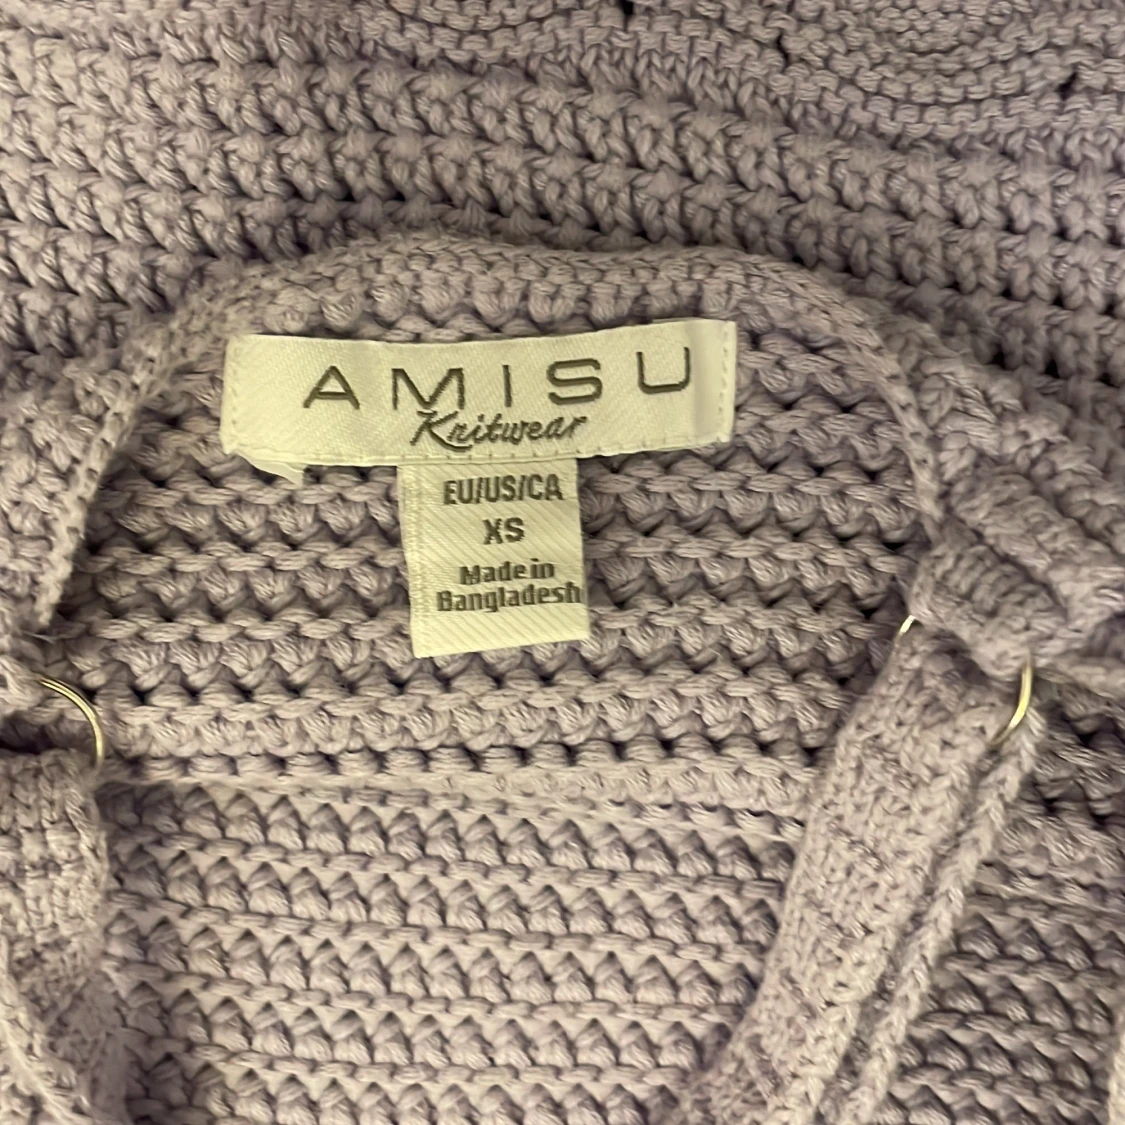 AMISU
Knitwear
EU/US/CA
XS
Made in
Bangladesh